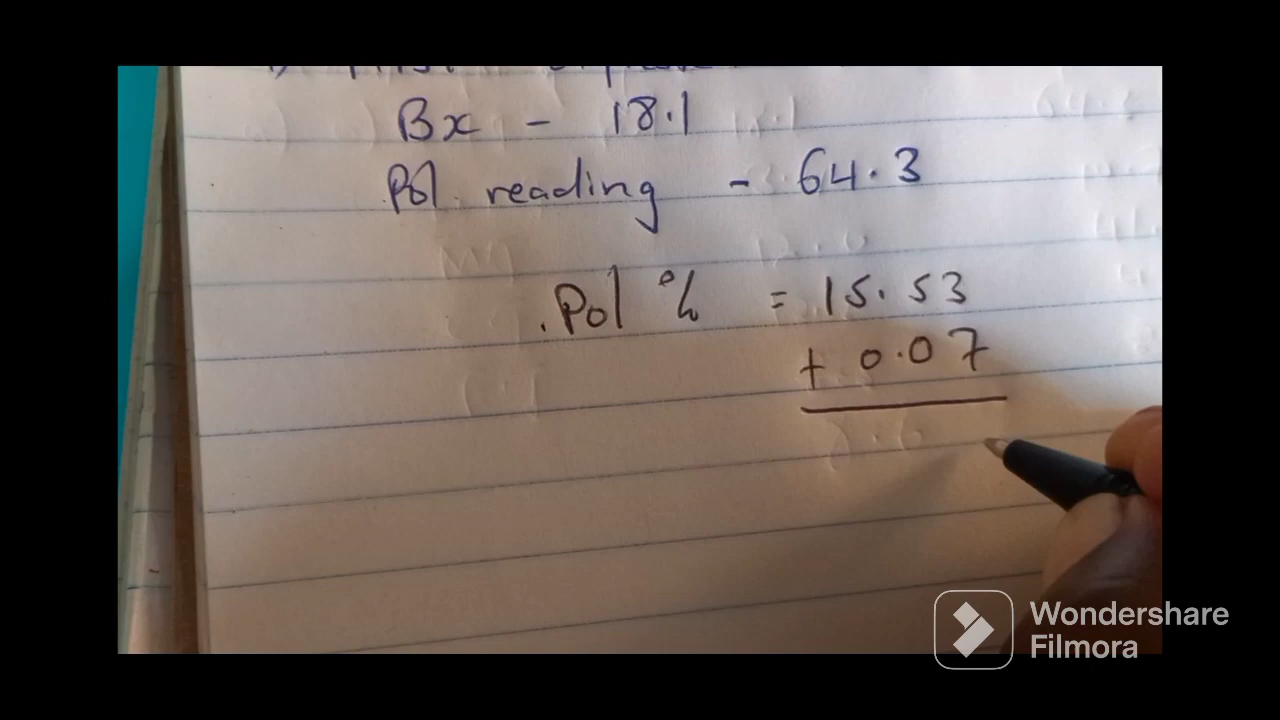 Bx - 18.1
Pol. reading - 64.3
Pol % = 15.53
+ 0.07
Wondershare
Filmora